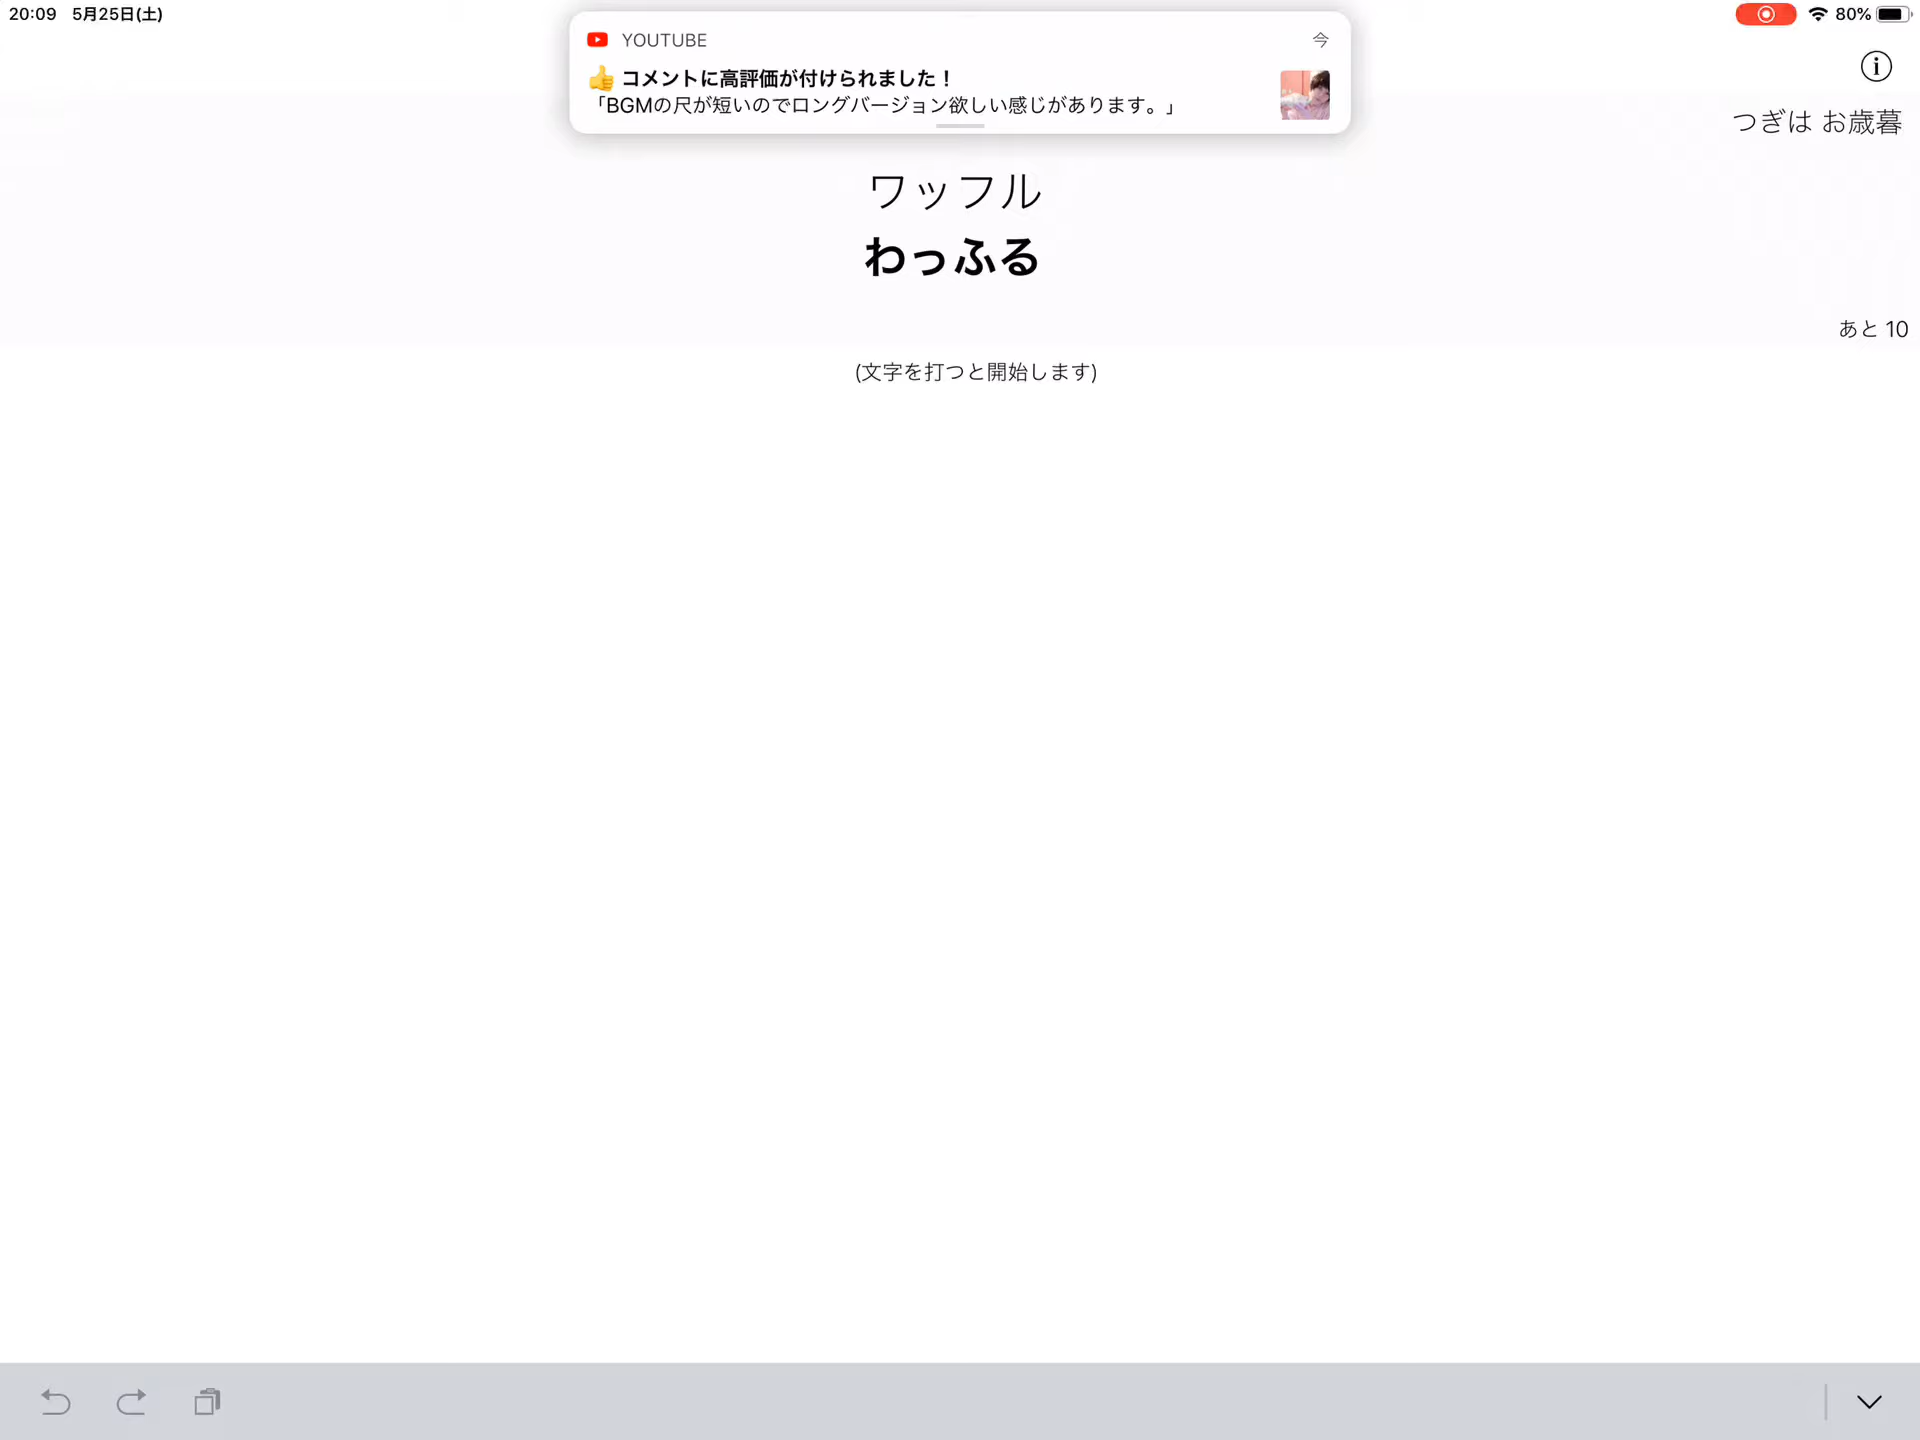 20:09 5月25日(土)
80%
YOUTUBE
今
👍 コメントに高評価が付けられました！
「BGMの尺が短いのでロングバージョン欲しい感じがあります。」
つぎは お歳暮
ワッフル
わっふる
あと 10
(文字を打つと開始します)